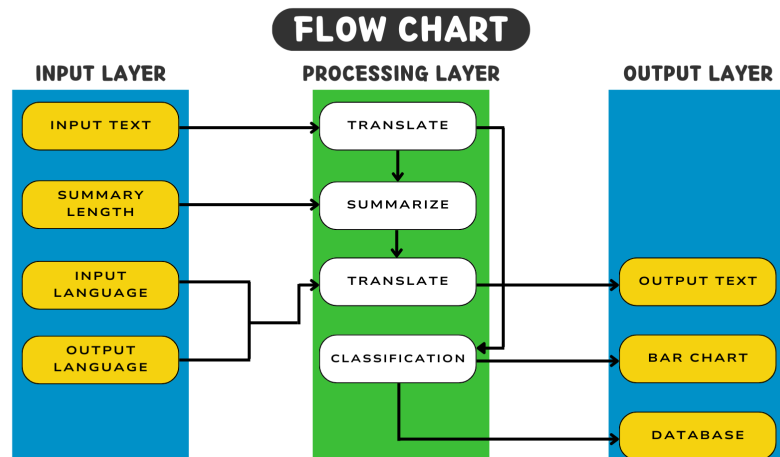 FLOW CHART
INPUT LAYER
PROCESSING LAYER
OUTPUT LAYER
INPUT TEXT
SUMMARY
LENGTH
INPUT
LANGUAGE
OUTPUT
LANGUAGE
TRANSLATE
SUMMARIZE
TRANSLATE
CLASSIFICATION
OUTPUT TEXT
BAR CHART
DATABASE